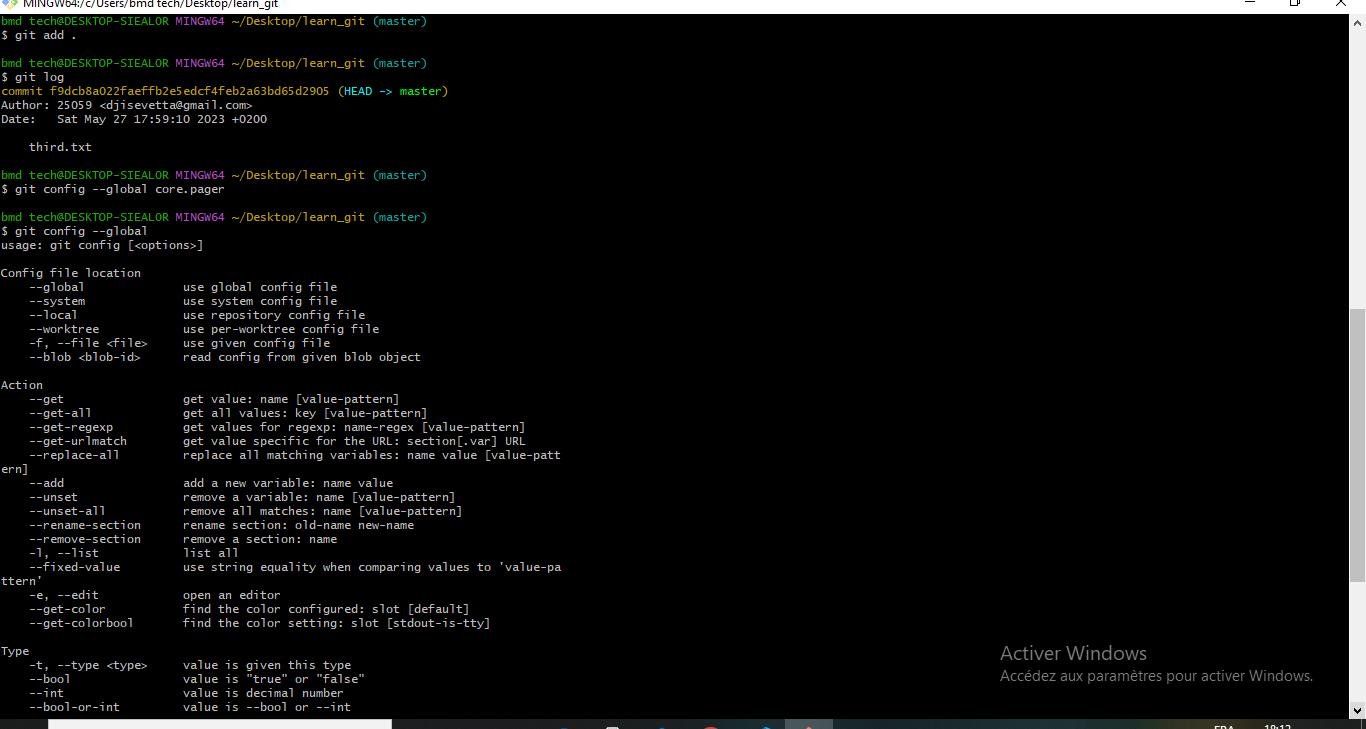 MINGW64:/c/Users/bmd tech/Desktop/learn_git
bmd tech@DESKTOP-SIEALOR MINGW64 ~/Desktop/learn_git (master)
$ git add .
bmd tech@DESKTOP-SIEALOR MINGW64 ~/Desktop/learn_git (master)
$ git log
commit f9dcb8a022faeffb2e5edcf4feb2a63bd65d2905 (HEAD -> master)
Author: 25059 <djisevetta@gmail.com>
Date:   Sat May 27 17:59:10 2023 +0200
    third.txt
bmd tech@DESKTOP-SIEALOR MINGW64 ~/Desktop/learn_git (master)
$ git config --global core.pager
bmd tech@DESKTOP-SIEALOR MINGW64 ~/Desktop/learn_git (master)
$ git config --global
usage: git config [<options>]
Config file location
    --global              use global config file
    --system              use system config file
    --local               use repository config file
    --worktree            use per-worktree config file
    -f, --file <file>     use given config file
    --blob <blob-id>      read config from given blob object
Action
    --get                 get value: name [value-pattern]
    --get-all             get all values: key [value-pattern]
    --get-regexp          get values for regexp: name-regex [value-pattern]
    --get-urlmatch        get value specific for the URL: section[.var] URL
    --replace-all         replace all matching variables: name value [value-patt
ern]
    --add                 add a new variable: name value
    --unset               remove a variable: name [value-pattern]
    --unset-all           remove all matches: name [value-pattern]
    --rename-section      rename section: old-name new-name
    --remove-section      remove a section: name
    -l, --list            list all
    --fixed-value         use string equality when comparing values to 'value-pa
ttern'
    -e, --edit            open an editor
    --get-color           find the color configured: slot [default]
    --get-colorbool       find the color setting: slot [stdout-is-tty]
Type
    -t, --type <type>     value is given this type
    --bool                value is "true" or "false"
    --int                 value is decimal number
    --bool-or-int         value is --bool or --int
Activer Windows
Accédez aux paramètres pour activer Windows.